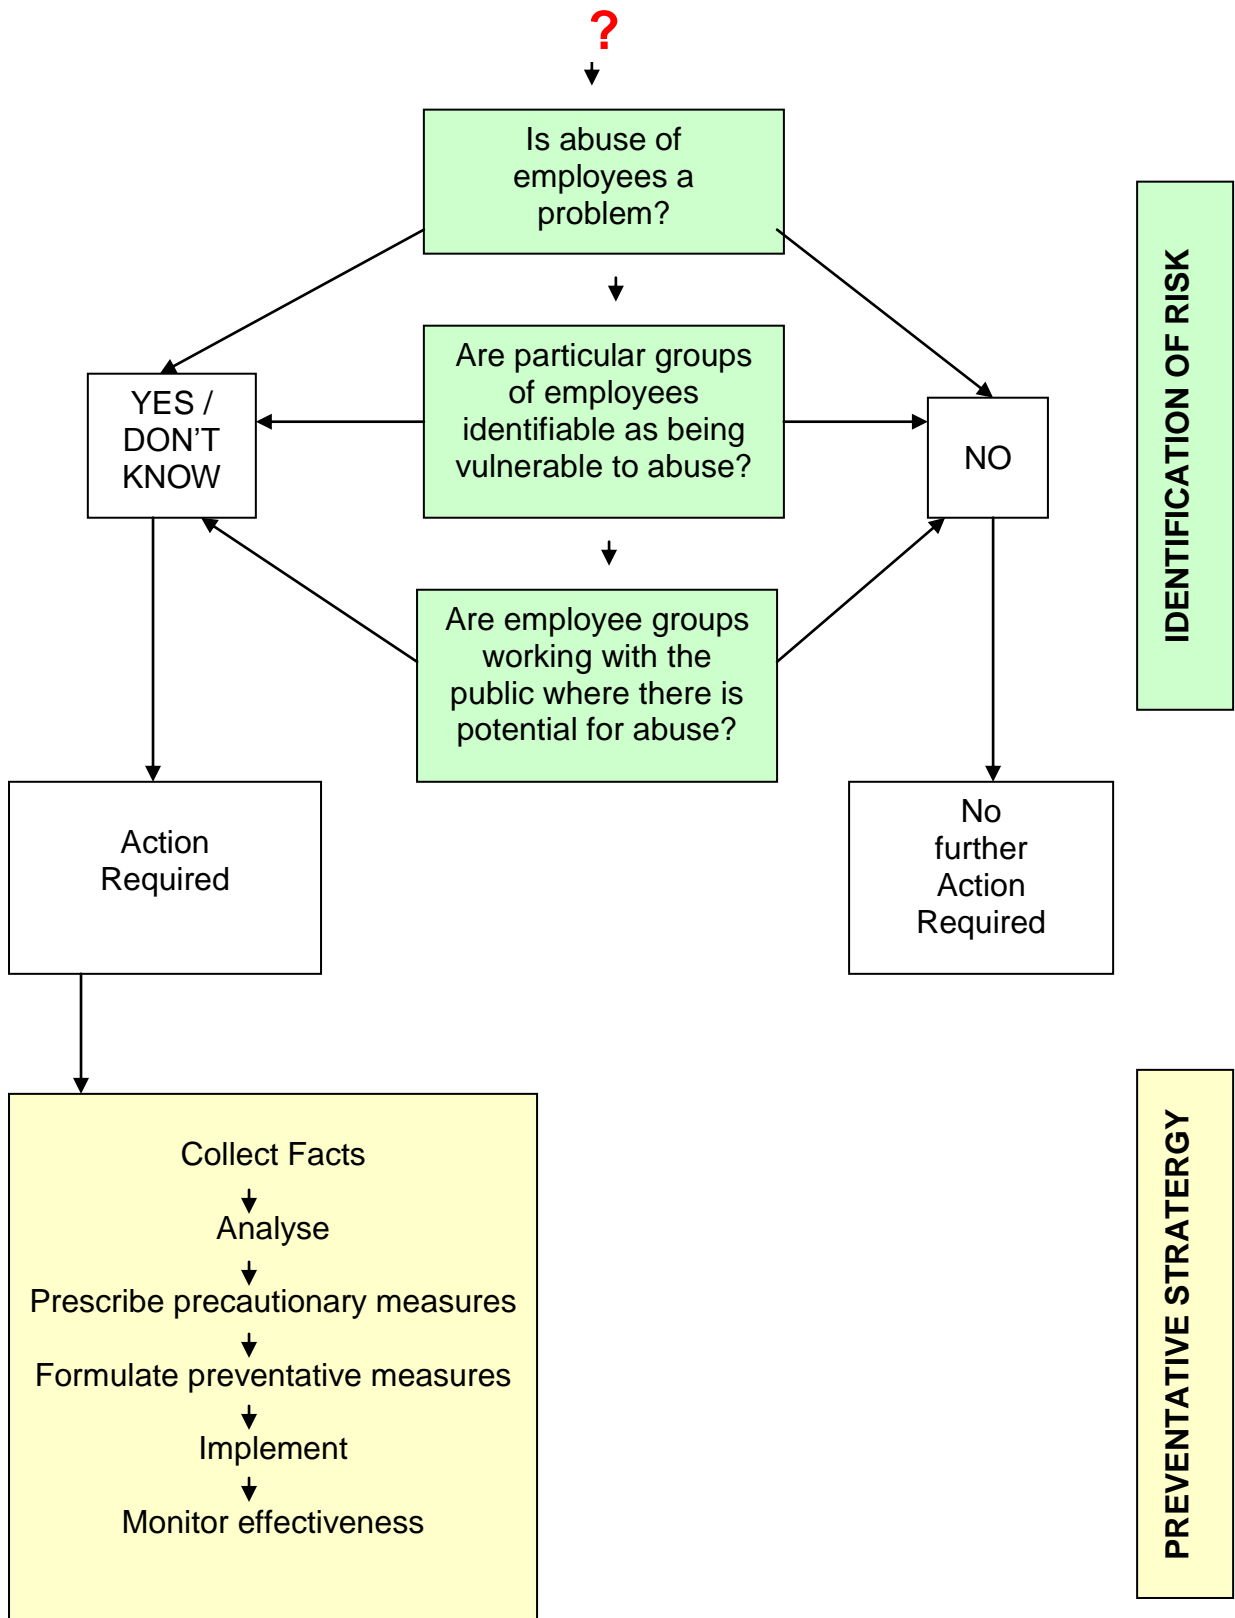 ?
Is abuse of
employees a
problem?
Are particular groups
of employees
identifiable as being
vulnerable to abuse?
YES /
DON'T
KNOW
NO
IDENTIFICATION OF RISK
Are employee groups
working with the
public where there is
potential for abuse?
Action
Required
No
further
Action
Required
Collect Facts
Analyse
Prescribe precautionary measures
Formulate preventative measures
Implement
Monitor effectiveness
PREVENTATIVE STRATERGY